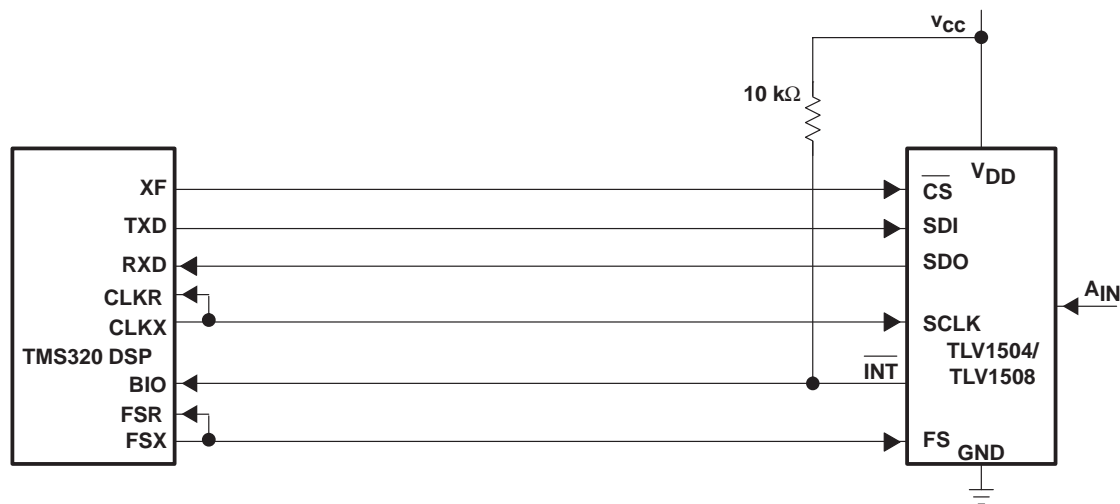 vCC
10 kΩ
XF
TXD
RXD
CLKR
CLKX
TMS320 DSP
BIO
FSR
FSX
VDD
CS
SDI
SDO
SCLK
TLV1504/
TLV1508
INT
FS
GND
AIN